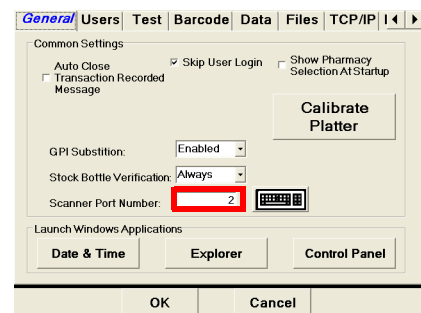 General Users Test Barcode Data Files TCP/IP
Common Settings
Auto Close Transaction Recorded Message
Skip User Login
Show Pharmacy Selection At Startup
Calibrate Platter
GPI Substition: Enabled
Stock Bottle Verification: Always
Scanner Port Number: 2
Launch Windows Applications
Date & Time Explorer Control Panel
OK Cancel